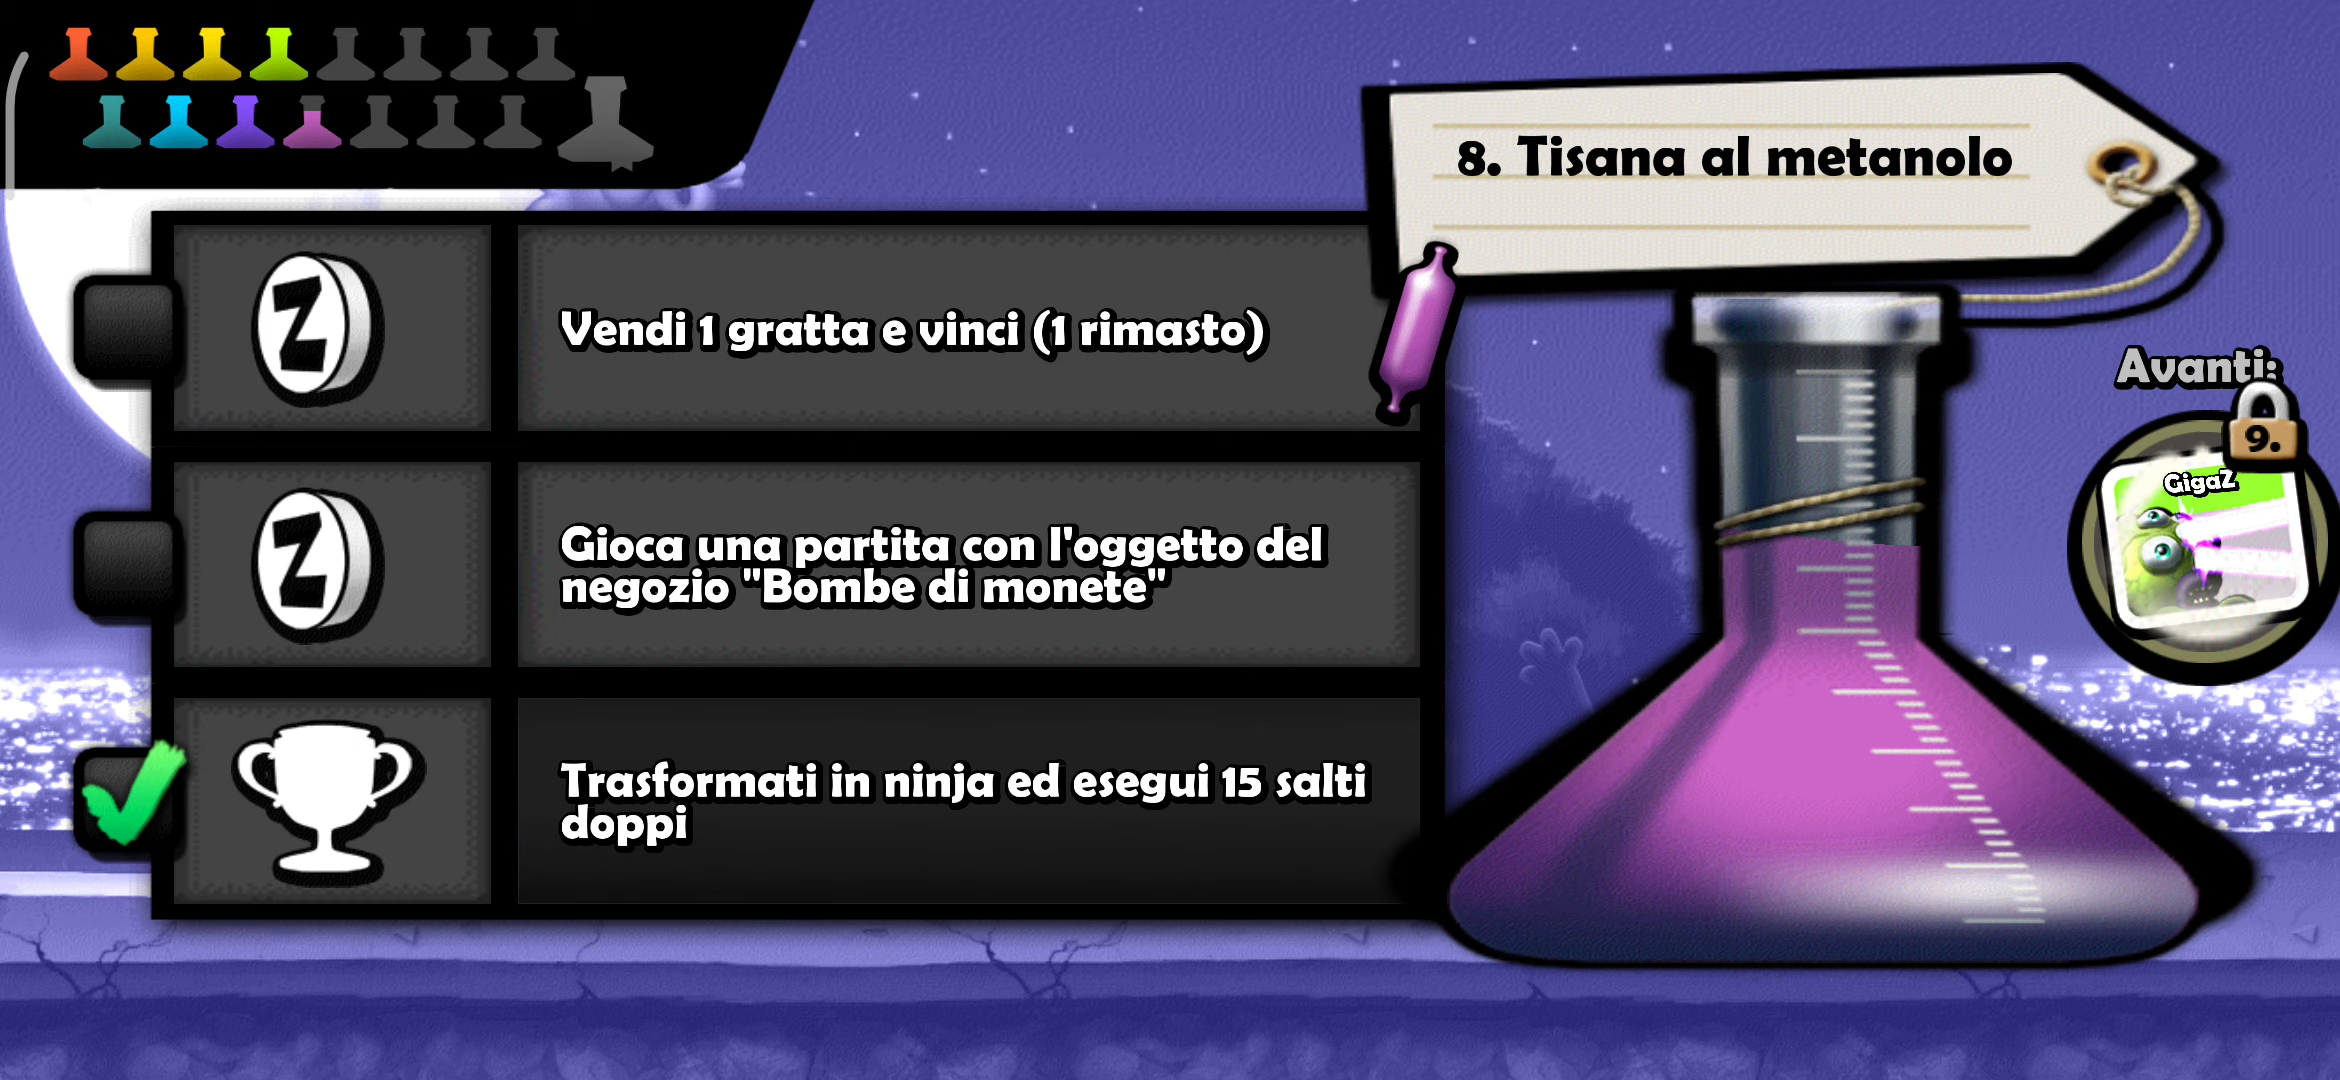 8. Tisana al metanolo
Z
Vendi 1 gratta e vinci (1 rimasto)
Z
Gioca una partita con l'oggetto del
negozio "Bombe di monete"
Trasformati in ninja ed esegui 15 salti
doppi
Avanti:
9.
GigaZ